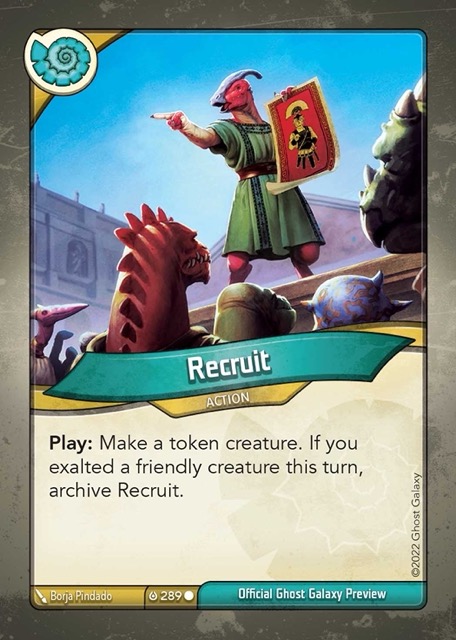 Recruit
ACTION
Play: Make a token creature. If you
exalted a friendly creature this turn,
archive Recruit.
©2022 Ghost Galaxy
Borja Pindado
289
Official Ghost Galaxy Preview